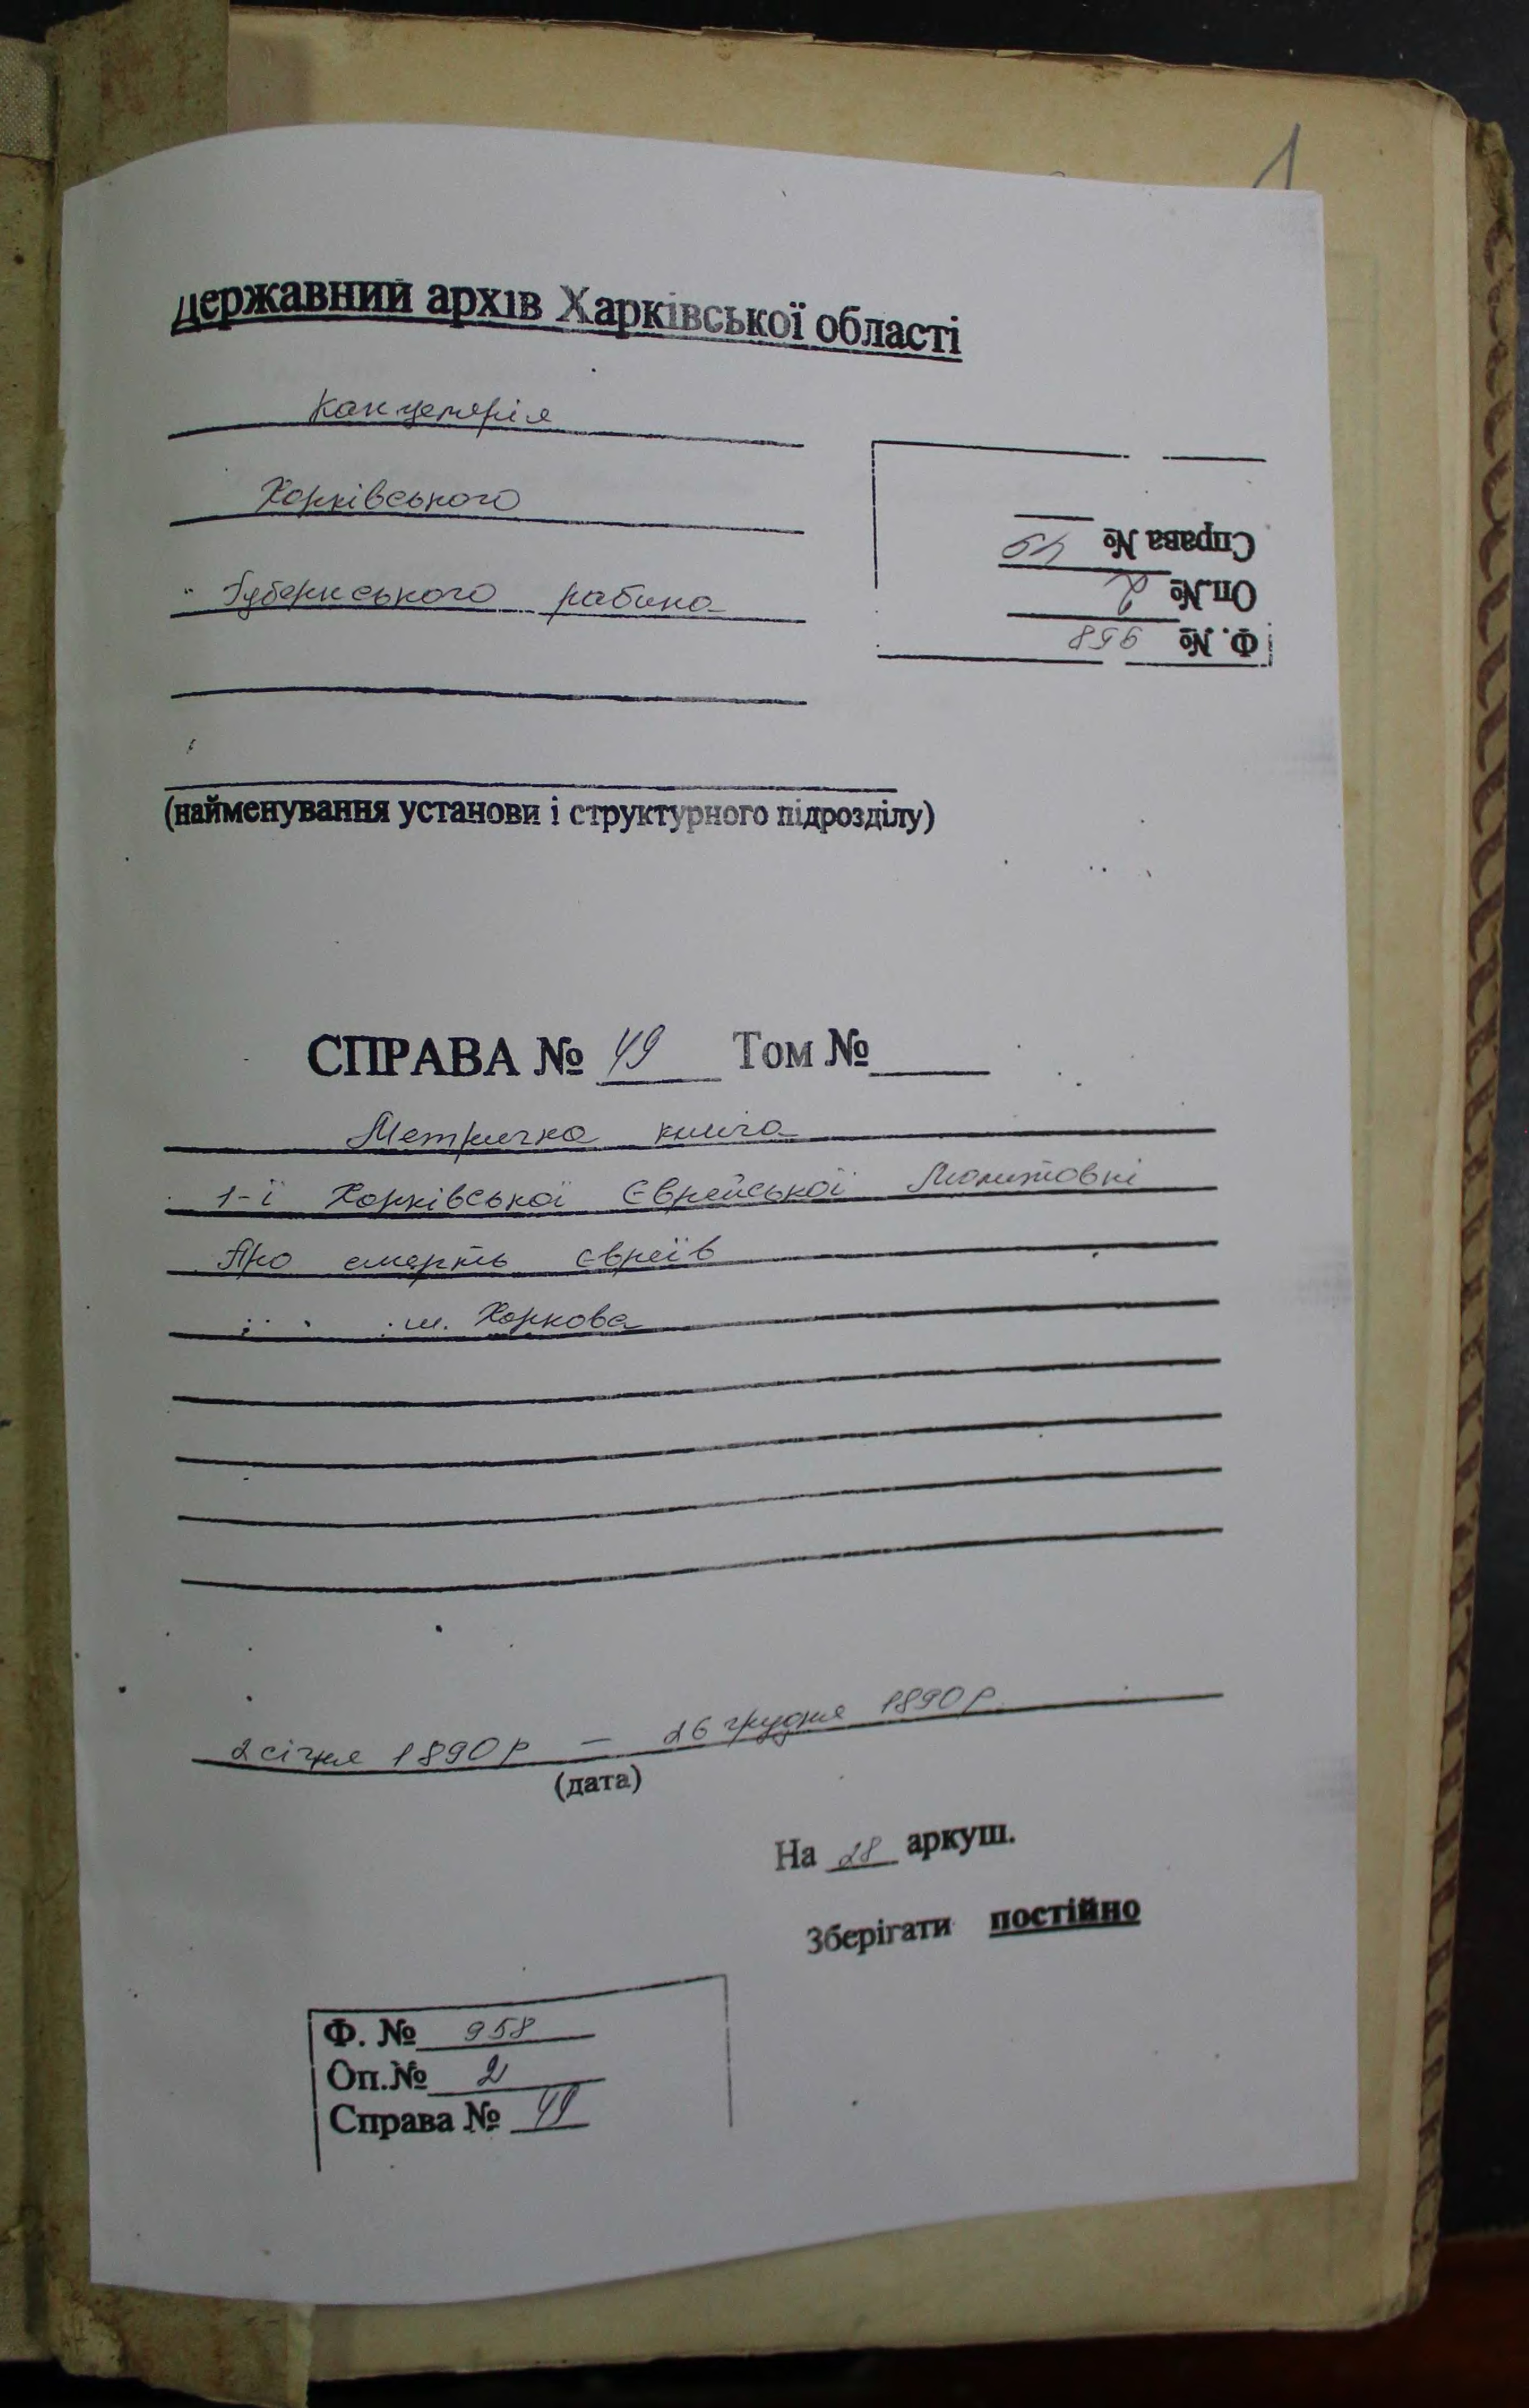 1
Державний архів Харківської області
Канцелярія
Харківського
Губернського рабина
(найменування установи і структурного підрозділу)
Справа № 49
Оп.№ 2
Ф. № 958
СПРАВА № 49 Том №
Метрична книга
1-ї Харківської Єврейської Молитовні
Про смерть євреїв
м. Харкова
2 січня 1890 р – 26 грудня 1890 р.
(дата)
На 28 аркуш.
Зберігати постійно
Ф. № 958
Оп.№ 2
Справа № 49